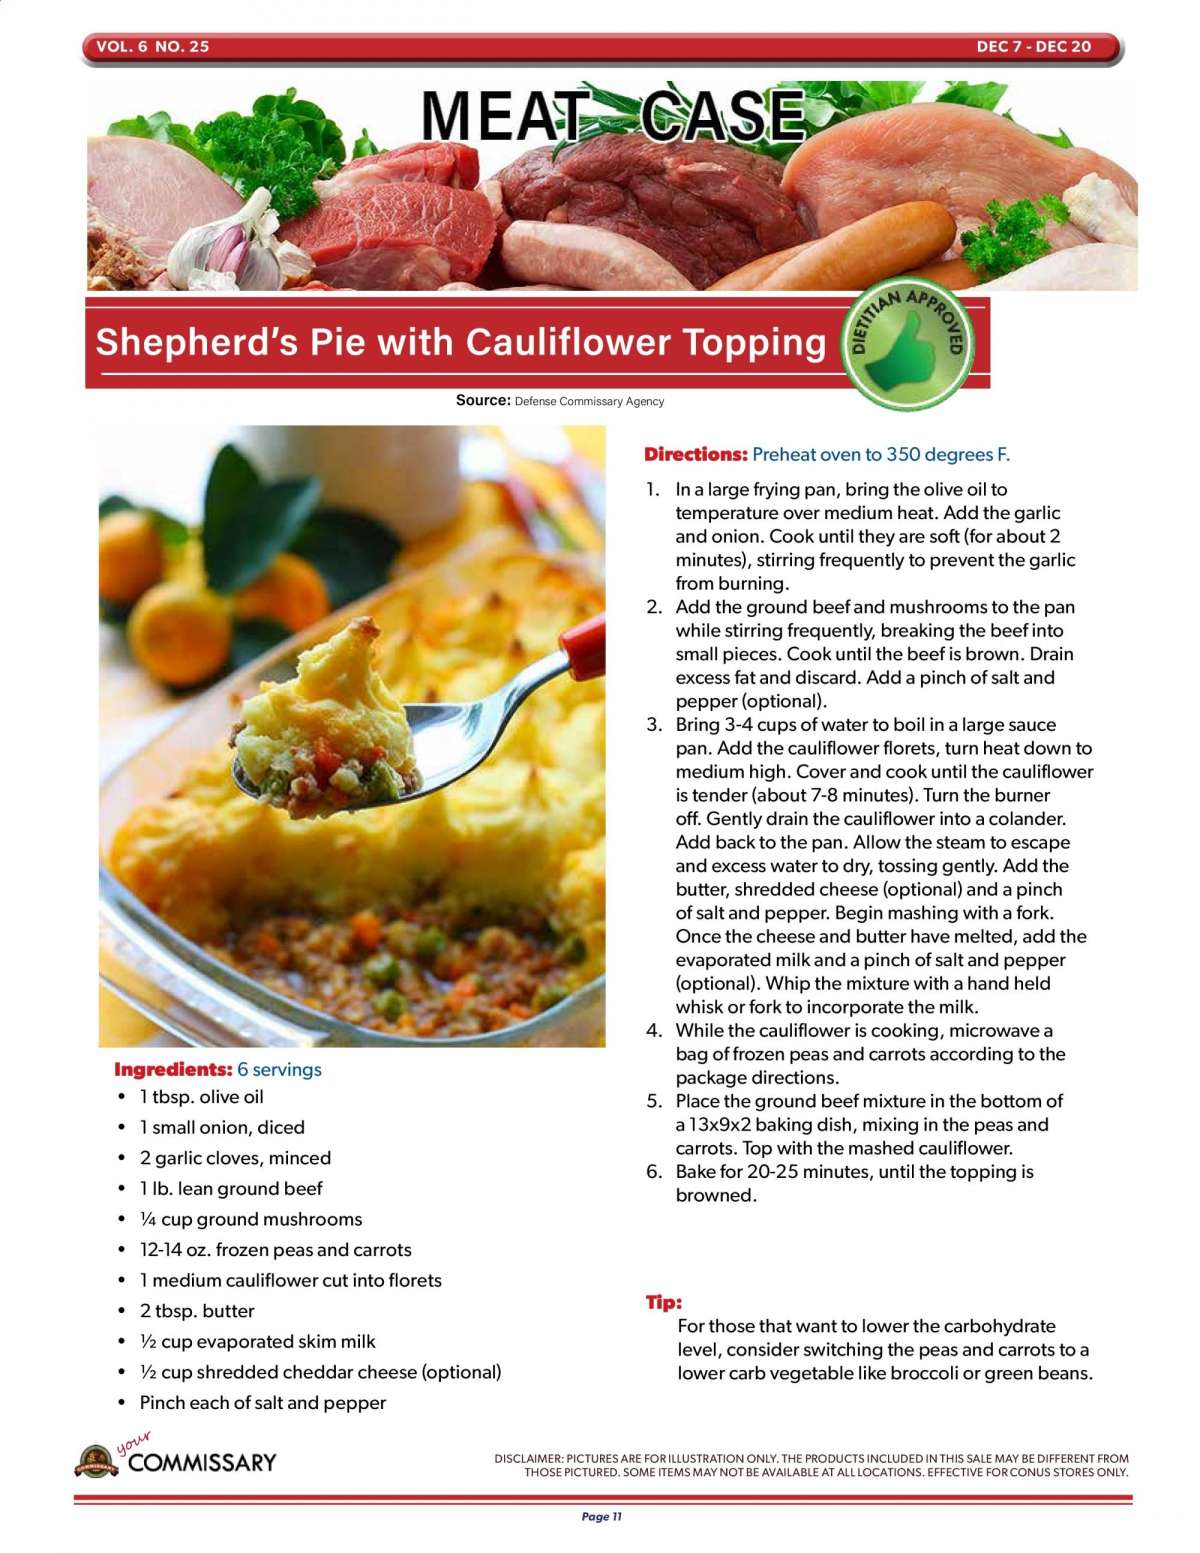 VOL. 6 NO. 25
DEC 7 - DEC 20
MEAT CASE
Shepherd's Pie with Cauliflower Topping
DIETITIAN APPROVED
Source: Defense Commissary Agency
Directions: Preheat oven to 350 degrees F.
1. In a large frying pan, bring the olive oil to
temperature over medium heat. Add the garlic
and onion. Cook until they are soft (for about 2
minutes), stirring frequently to prevent the garlic
from burning.
2. Add the ground beef and mushrooms to the pan
while stirring frequently, breaking the beef into
small pieces. Cook until the beef is brown. Drain
excess fat and discard. Add a pinch of salt and
pepper (optional).
3. Bring 3-4 cups of water to boil in a large sauce
pan. Add the cauliflower florets, turn heat down to
medium high. Cover and cook until the cauliflower
is tender (about 7-8 minutes). Turn the burner
off. Gently drain the cauliflower into a colander.
Add back to the pan. Allow the steam to escape
and excess water to dry, tossing gently. Add the
butter, shredded cheese (optional) and a pinch
of salt and pepper. Begin mashing with a fork.
Once the cheese and butter have melted, add the
evaporated milk and a pinch of salt and pepper
(optional). Whip the mixture with a hand held
whisk or fork to incorporate the milk.
4. While the cauliflower is cooking, microwave a
bag of frozen peas and carrots according to the
package directions.
5. Place the ground beef mixture in the bottom of
a 13x9x2 baking dish, mixing in the peas and
carrots. Top with the mashed cauliflower.
6. Bake for 20-25 minutes, until the topping is
browned.
Ingredients: 6 servings
• 1 tbsp. olive oil
• 1 small onion, diced
• 2 garlic cloves, minced
• 1 lb. lean ground beef
• ¼ cup ground mushrooms
• 12-14 oz. frozen peas and carrots
• 1 medium cauliflower cut into florets
• 2 tbsp. butter
• ½ cup evaporated skim milk
• ½ cup shredded cheddar cheese (optional)
• Pinch each of salt and pepper
Tip:
For those that want to lower the carbohydrate
level, consider switching the peas and carrots to a
lower carb vegetable like broccoli or green beans.
your
COMMISSARY
COMMISSARY
DISCLAIMER: PICTURES ARE FOR ILLUSTRATION ONLY. THE PRODUCTS INCLUDED IN THIS SALE MAY BE DIFFERENT FROM
THOSE PICTURED. SOME ITEMS MAY NOT BE AVAILABLE AT ALL LOCATIONS. EFFECTIVE FOR CONUS STORES ONLY.
Page 11